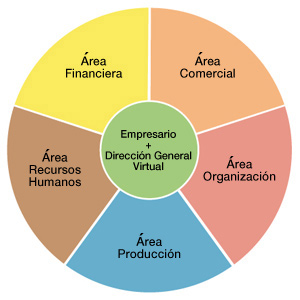 Área
Financiera
Área
Comercial
Empresario
+
Dirección General
Virtual
Área
Recursos
Humanos
Área
Organización
Área
Producción